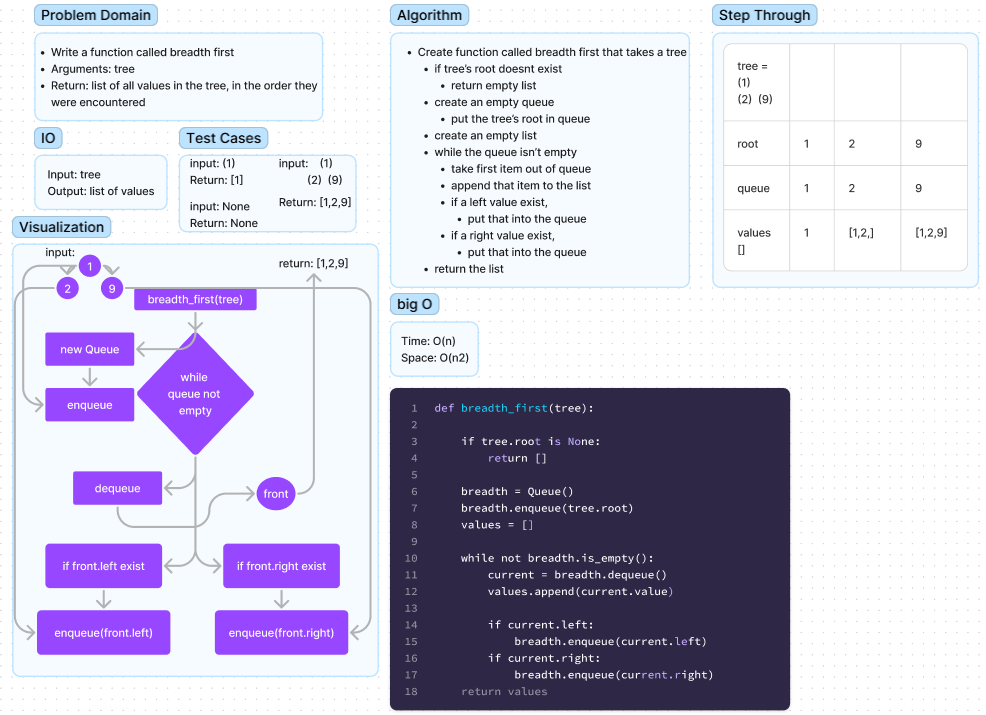 Problem Domain
Write a function called breadth first
Arguments: tree
Return: list of all values in the tree, in the order they
were encountered
IO
Input: tree
Output: list of values
Test Cases
input: (1)
Return: [1]
input: None
Return: None
input: (1)
(2) (9)
Return: [1,2,9]
Visualization
input:
1
2
9
return: [1,2,9]
breadth_first(tree)
new Queue
enqueue
while
queue not
empty
dequeue
front
if front.left exist
if front.right exist
enqueue(front.left)
enqueue(front.right)
Algorithm
Create function called breadth first that takes a tree
if tree's root doesnt exist
return empty list
create an empty queue
put the tree's root in queue
create an empty list
while the queue isn't empty
take first item out of queue
append that item to the list
if a left value exist,
put that into the queue
if a right value exist,
put that into the queue
return the list
big O
Time: O(n)
Space: O(n2)
1 def breadth_first(tree):
2
3 if tree.root is None:
4 return []
5
6 breadth = Queue()
7 breadth.enqueue(tree.root)
8 values = []
9
10 while not breadth.is_empty():
11 current = breadth.dequeue()
12 values.append(current.value)
13
14 if current.left:
15 breadth.enqueue(current.left)
16 if current.right:
17 breadth.enqueue(current.right)
18 return values
Step Through
tree =
(1)
(2) (9)
root 1 2 9
queue 1 2 9
values 1 [1,2,] [1,2,9]
[]